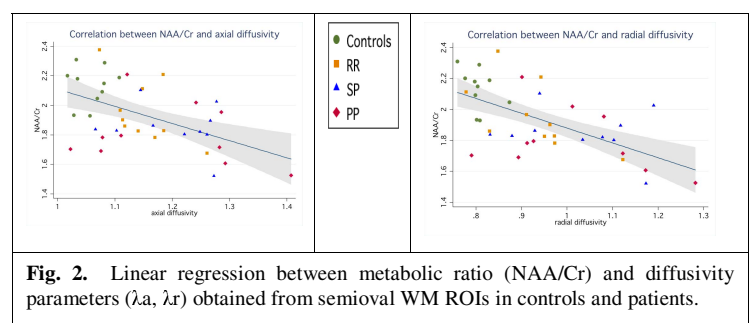 Correlation between NAA/Cr and axial diffusivity
2.4
2.2
2
1.8
1.6
1.4
NAA/Cr
1
1.1
1.2
1.3
1.4
axial diffusivity
Controls
RR
SP
PP
Correlation between NAA/Cr and radial diffusivity
2.4
2.2
2
1.8
1.6
1.4
NAA/Cr
.8
.9
1
1.1
1.2
1.3
radial diffusivity
Fig. 2. Linear regression between metabolic ratio (NAA/Cr) and diffusivity
parameters (λa, λr) obtained from semioval WM ROIs in controls and patients.